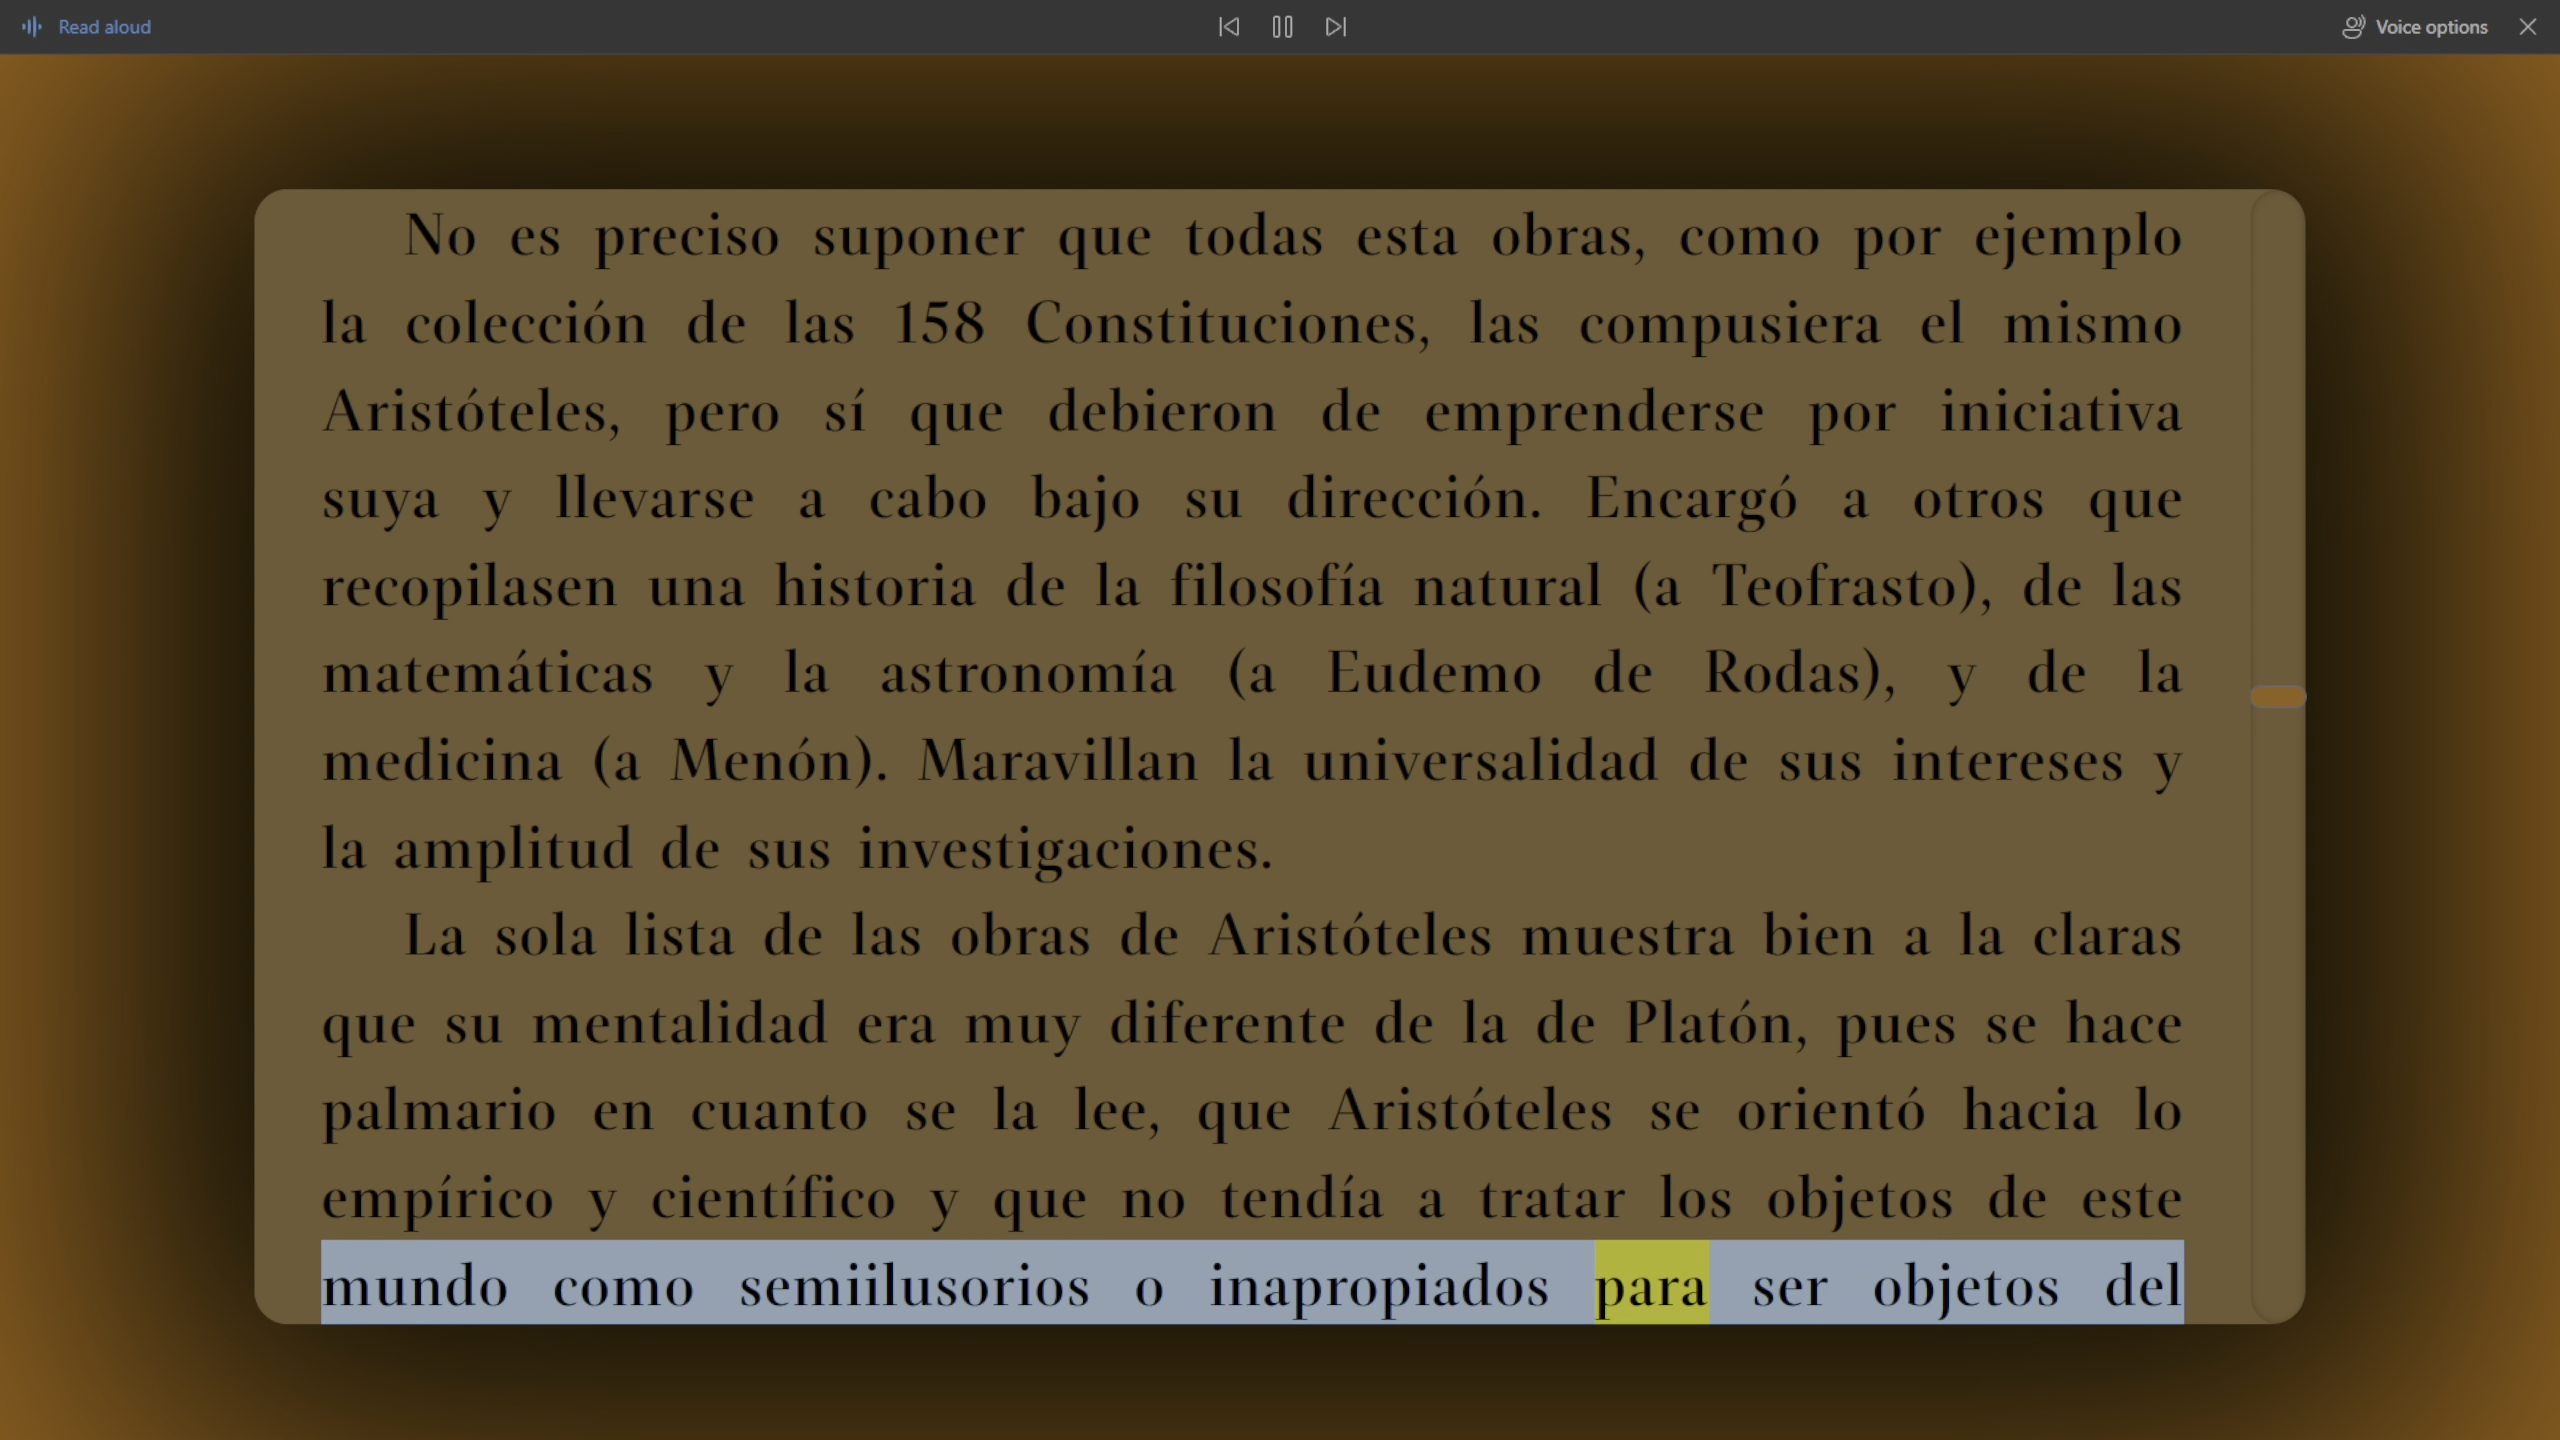 Read aloud
Voice options
No es preciso suponer que todas esta obras, como por ejemplo
la colección de las 158 Constituciones, las compusiera el mismo
Aristóteles, pero sí que debieron de emprenderse por iniciativa
suya y llevarse a cabo bajo su dirección. Encargó a otros que
recopilasen una historia de la filosofía natural (a Teofrasto), de las
matemáticas y la astronomía (a Eudemo de Rodas), y de la
medicina (a Menón). Maravillan la universalidad de sus intereses y
la amplitud de sus investigaciones.
La sola lista de las obras de Aristóteles muestra bien a la claras
que su mentalidad era muy diferente de la de Platón, pues se hace
palmario en cuanto se la lee, que Aristóteles se orientó hacia lo
empírico y científico y que no tendía a tratar los objetos de este
mundo como semiilusorios o inapropiados para ser objetos del